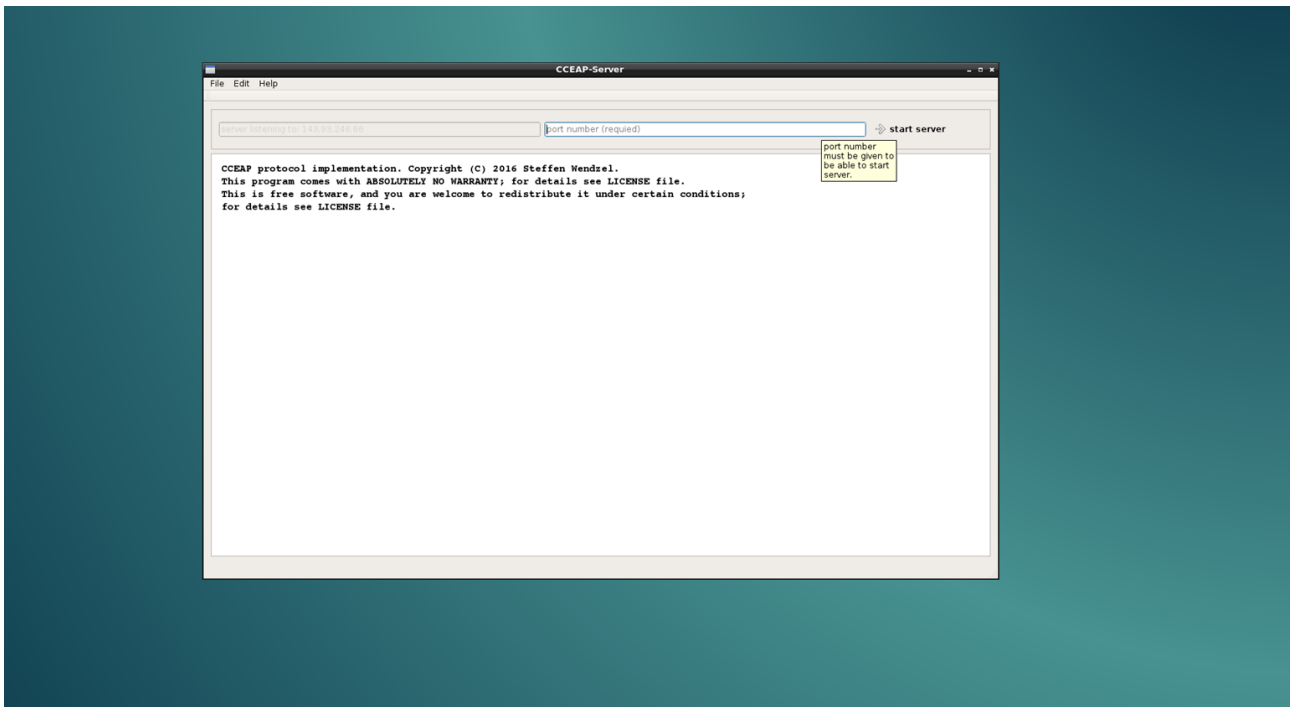 CCEAP-Server
File Edit Help
server listening to: 143.93.246.66
port number (requied)
start server
port number
must be given to
be able to start
server.
CCEAP protocol implementation. Copyright (C) 2016 Steffen Wendzel.
This program comes with ABSOLUTELY NO WARRANTY; for details see LICENSE file.
This is free software, and you are welcome to redistribute it under certain conditions;
for details see LICENSE file.